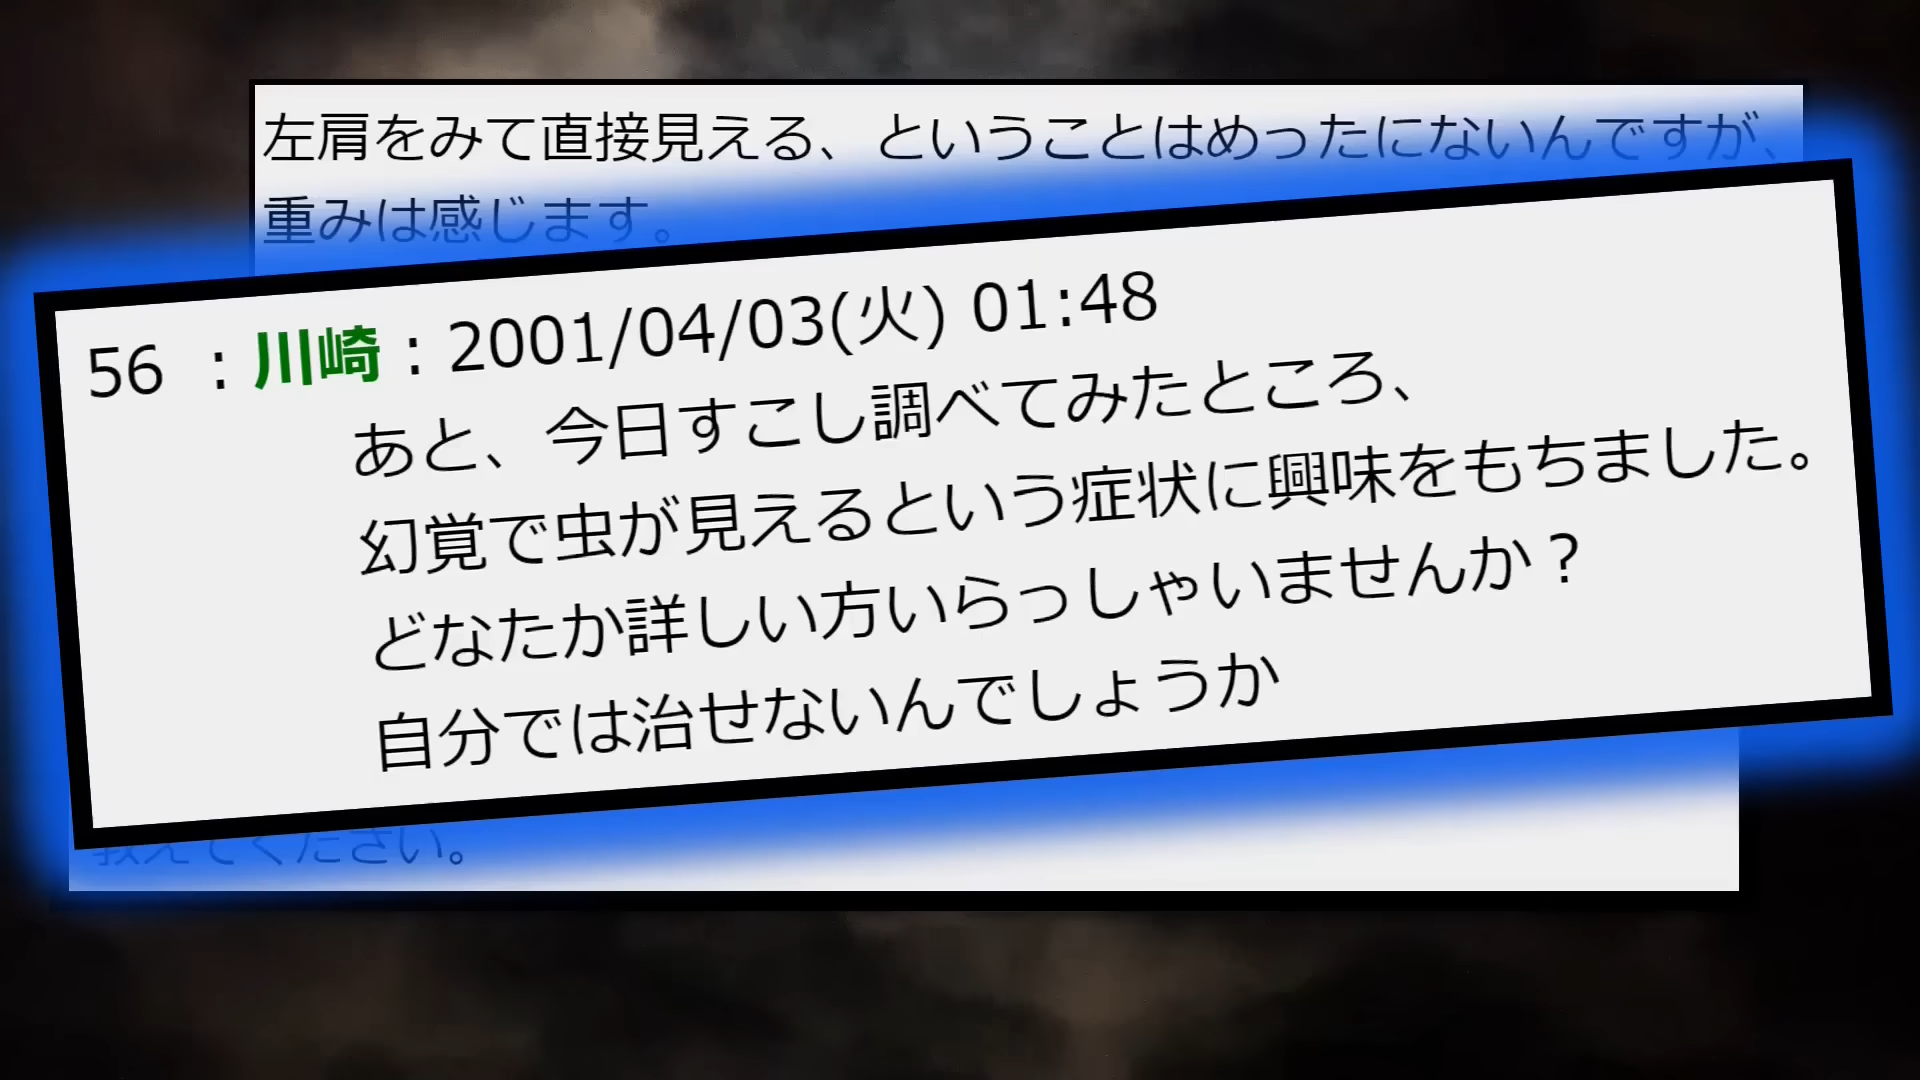 左肩をみて直接見える、ということはめったにないんですが、
重みは感じます。
56 ：川崎：2001/04/03(火) 01:48
あと、今日すこし調べてみたところ、
幻覚で虫が見えるという症状に興味をもちました。
どなたか詳しい方いらっしゃいませんか？
自分では治せないんでしょうか
教えてください。